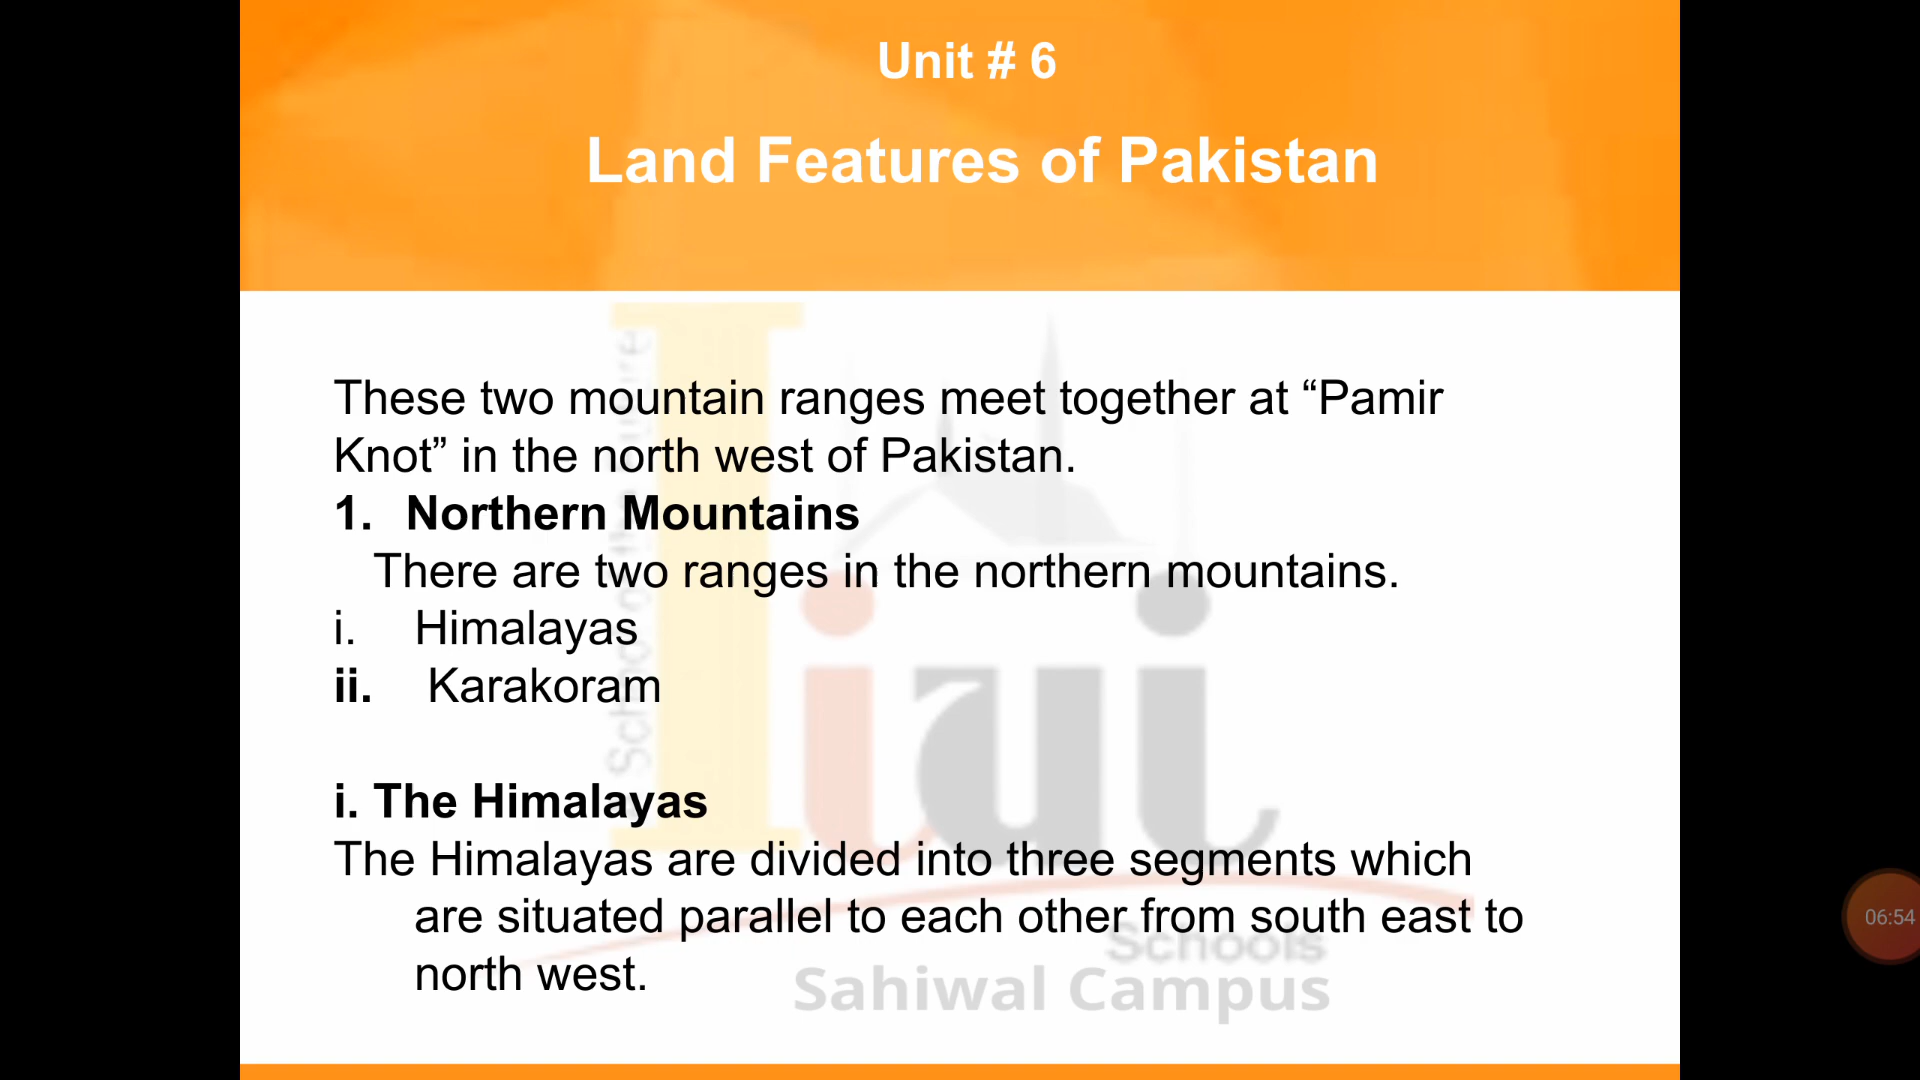 Unit # 6
Land Features of Pakistan
These two mountain ranges meet together at “Pamir
Knot” in the north west of Pakistan.
1. Northern Mountains
There are two ranges in the northern mountains.
i. Himalayas
ii. Karakoram
i. The Himalayas
The Himalayas are divided into three segments which
are situated parallel to each other from south east to
north west.
Iiui
Schools
Sahiwal Campus
06:54